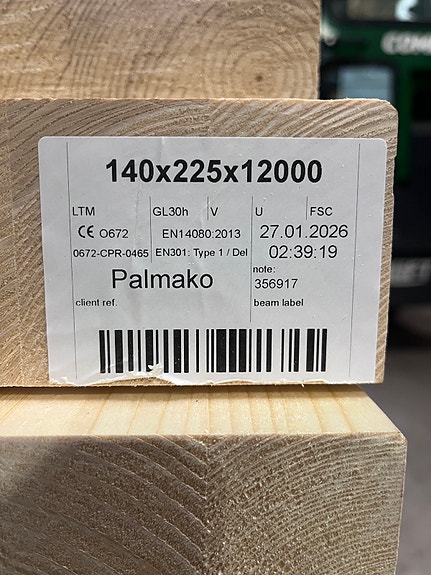 140x225x12000
LTM GL30h V U FSC
CE 0672 EN14080:2013 27.01.2026
0672-CPR-0465 EN301: Type 1 / Del 02:39:19
Palmako note:
356917
client ref. beam label